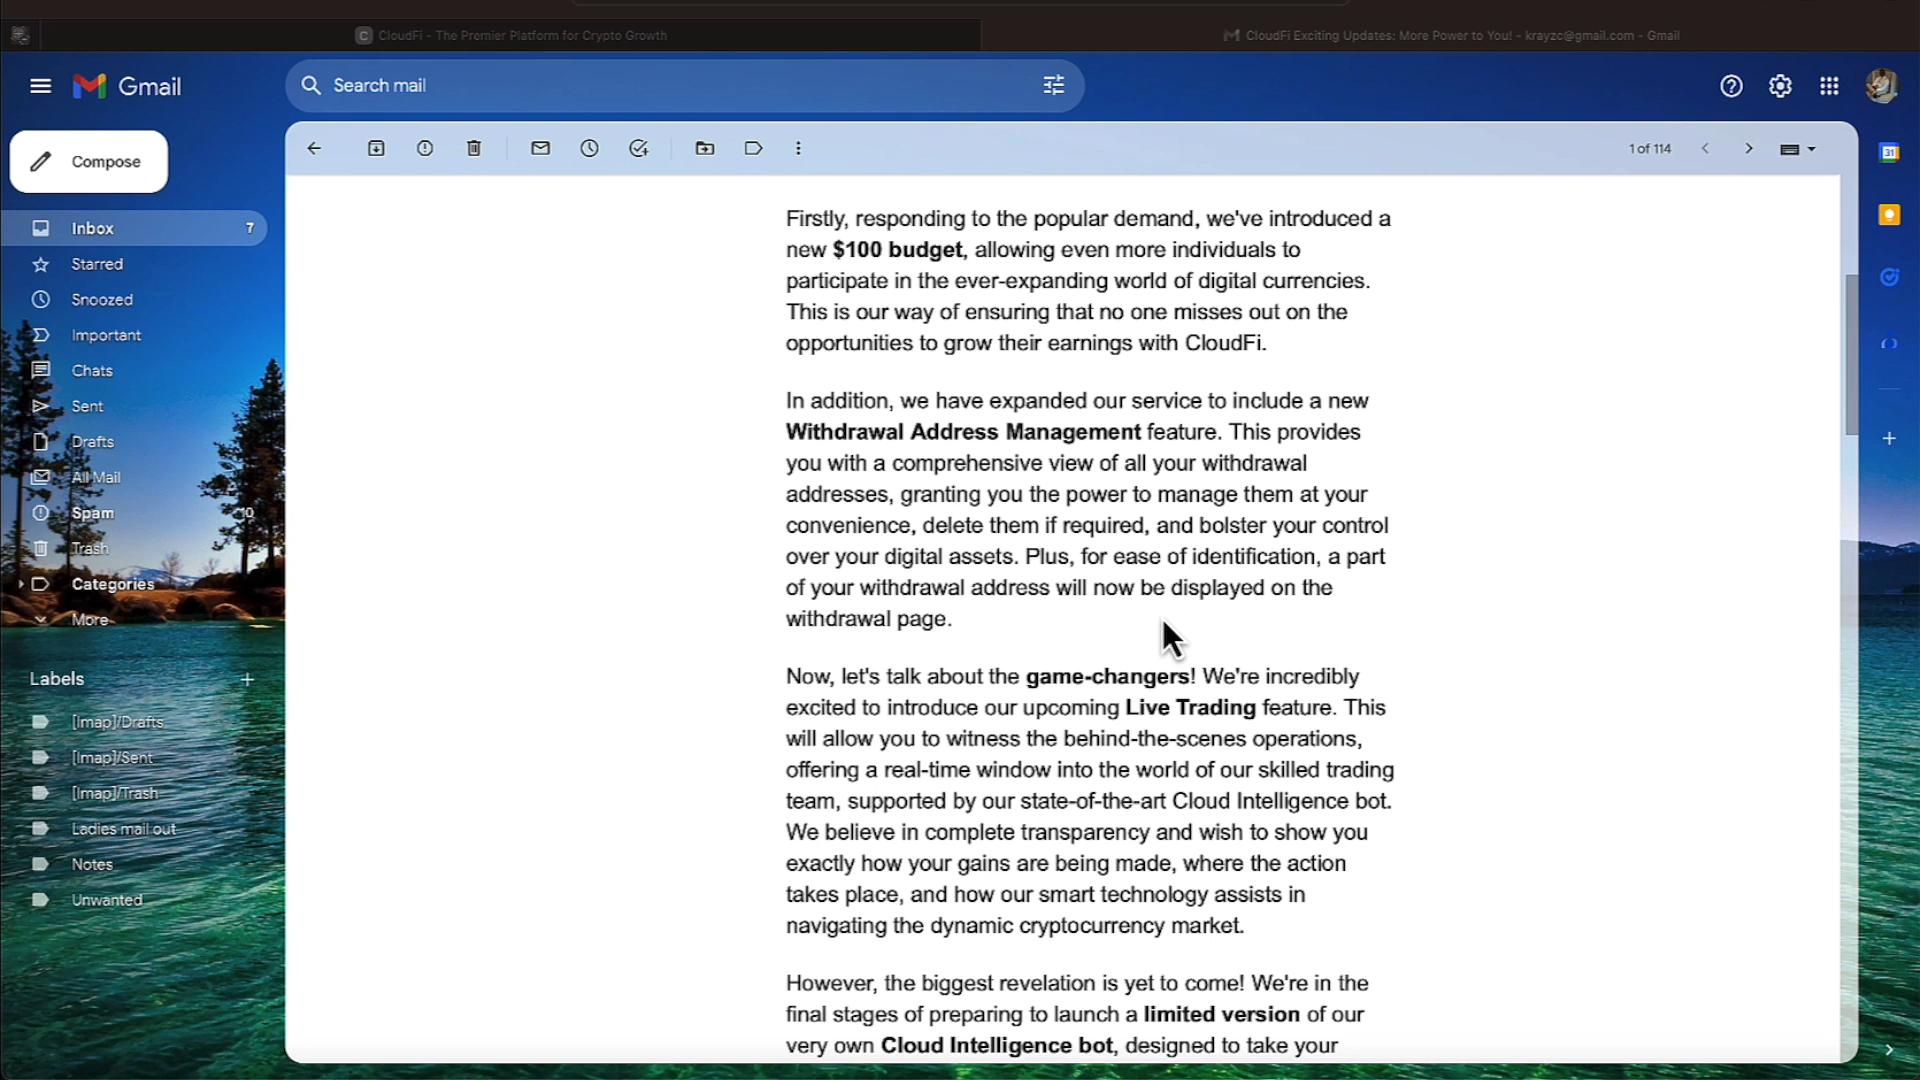 CloudFi - The Premier Platform for Crypto Growth
CloudFi Exciting Updates: More Power to You! - krayzc@gmail.com - Gmail
Gmail
Search mail
Compose
1 of 114
Inbox 7
Starred
Snoozed
Important
Chats
Sent
Drafts
All Mail
Spam 10
Trash
Categories
More
Labels
[Imap]/Drafts
[Imap]/Sent
[Imap]/Trash
Ladies mail out
Notes
Unwanted
Firstly, responding to the popular demand, we've introduced a
new $100 budget, allowing even more individuals to
participate in the ever-expanding world of digital currencies.
This is our way of ensuring that no one misses out on the
opportunities to grow their earnings with CloudFi.
In addition, we have expanded our service to include a new
Withdrawal Address Management feature. This provides
you with a comprehensive view of all your withdrawal
addresses, granting you the power to manage them at your
convenience, delete them if required, and bolster your control
over your digital assets. Plus, for ease of identification, a part
of your withdrawal address will now be displayed on the
withdrawal page.
Now, let's talk about the game-changers! We're incredibly
excited to introduce our upcoming Live Trading feature. This
will allow you to witness the behind-the-scenes operations,
offering a real-time window into the world of our skilled trading
team, supported by our state-of-the-art Cloud Intelligence bot.
We believe in complete transparency and wish to show you
exactly how your gains are being made, where the action
takes place, and how our smart technology assists in
navigating the dynamic cryptocurrency market.
However, the biggest revelation is yet to come! We're in the
final stages of preparing to launch a limited version of our
very own Cloud Intelligence bot, designed to take your
31